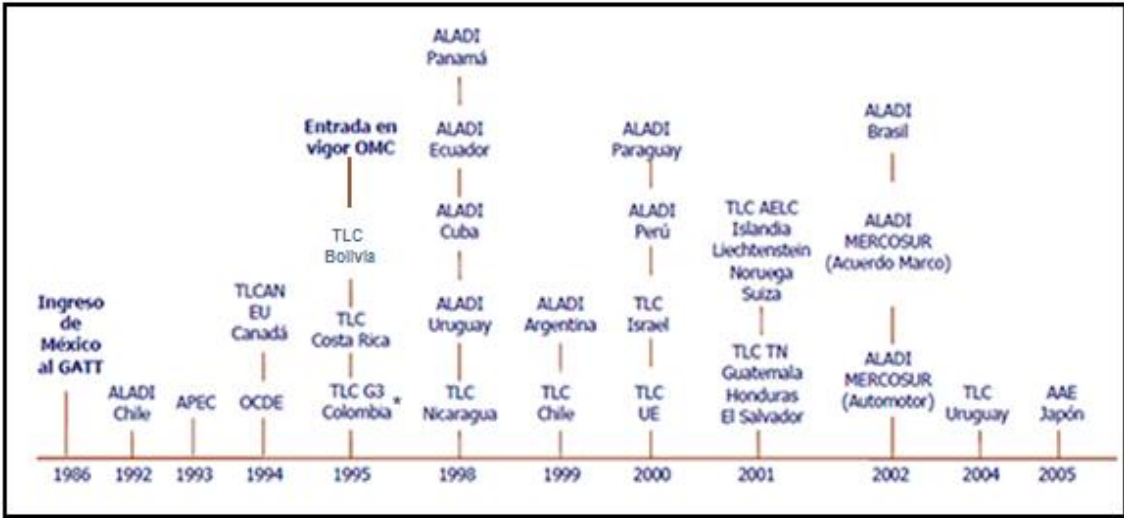 Ingreso
de
México
al GATT
ALADI
Chile
APEC
TLCAN
EU
Canadá
OCDE
Entrada en
vigor OMC
TLC
Bolivia
TLC
Costa Rica
TLC G3
Colombia*
ALADI
Panamá
ALADI
Ecuador
ALADI
Cuba
ALADI
Uruguay
TLC
Nicaragua
ALADI
Argentina
TLC
Chile
ALADI
Paraguay
ALADI
Perú
TLC
Israel
TLC
UE
TLC AELC
Islandia
Liechtenstein
Noruega
Suiza
TLC TN
Guatemala
Honduras
El Salvador
ALADI
Brasil
ALADI
MERCOSUR
(Acuerdo Marco)
ALADI
MERCOSUR
(Automotor)
TLC
Uruguay
AAE
Japón
1986 1992 1993 1994 1995 1998 1999 2000 2001 2002 2004 2005